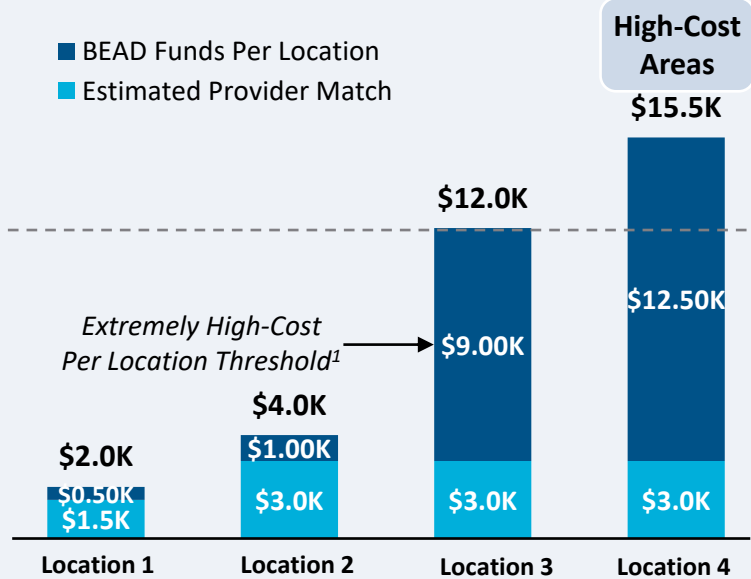 BEAD Funds Per Location
Estimated Provider Match
High-Cost
Areas
$15.5K
$12.0K
$12.50K
Extremely High-Cost
Per Location Threshold1
$9.00K
$4.0K
$2.0K
$1.00K
$0.50K
$1.5K
$3.0K
$3.0K
$3.0K
Location 1
Location 2
Location 3
Location 4